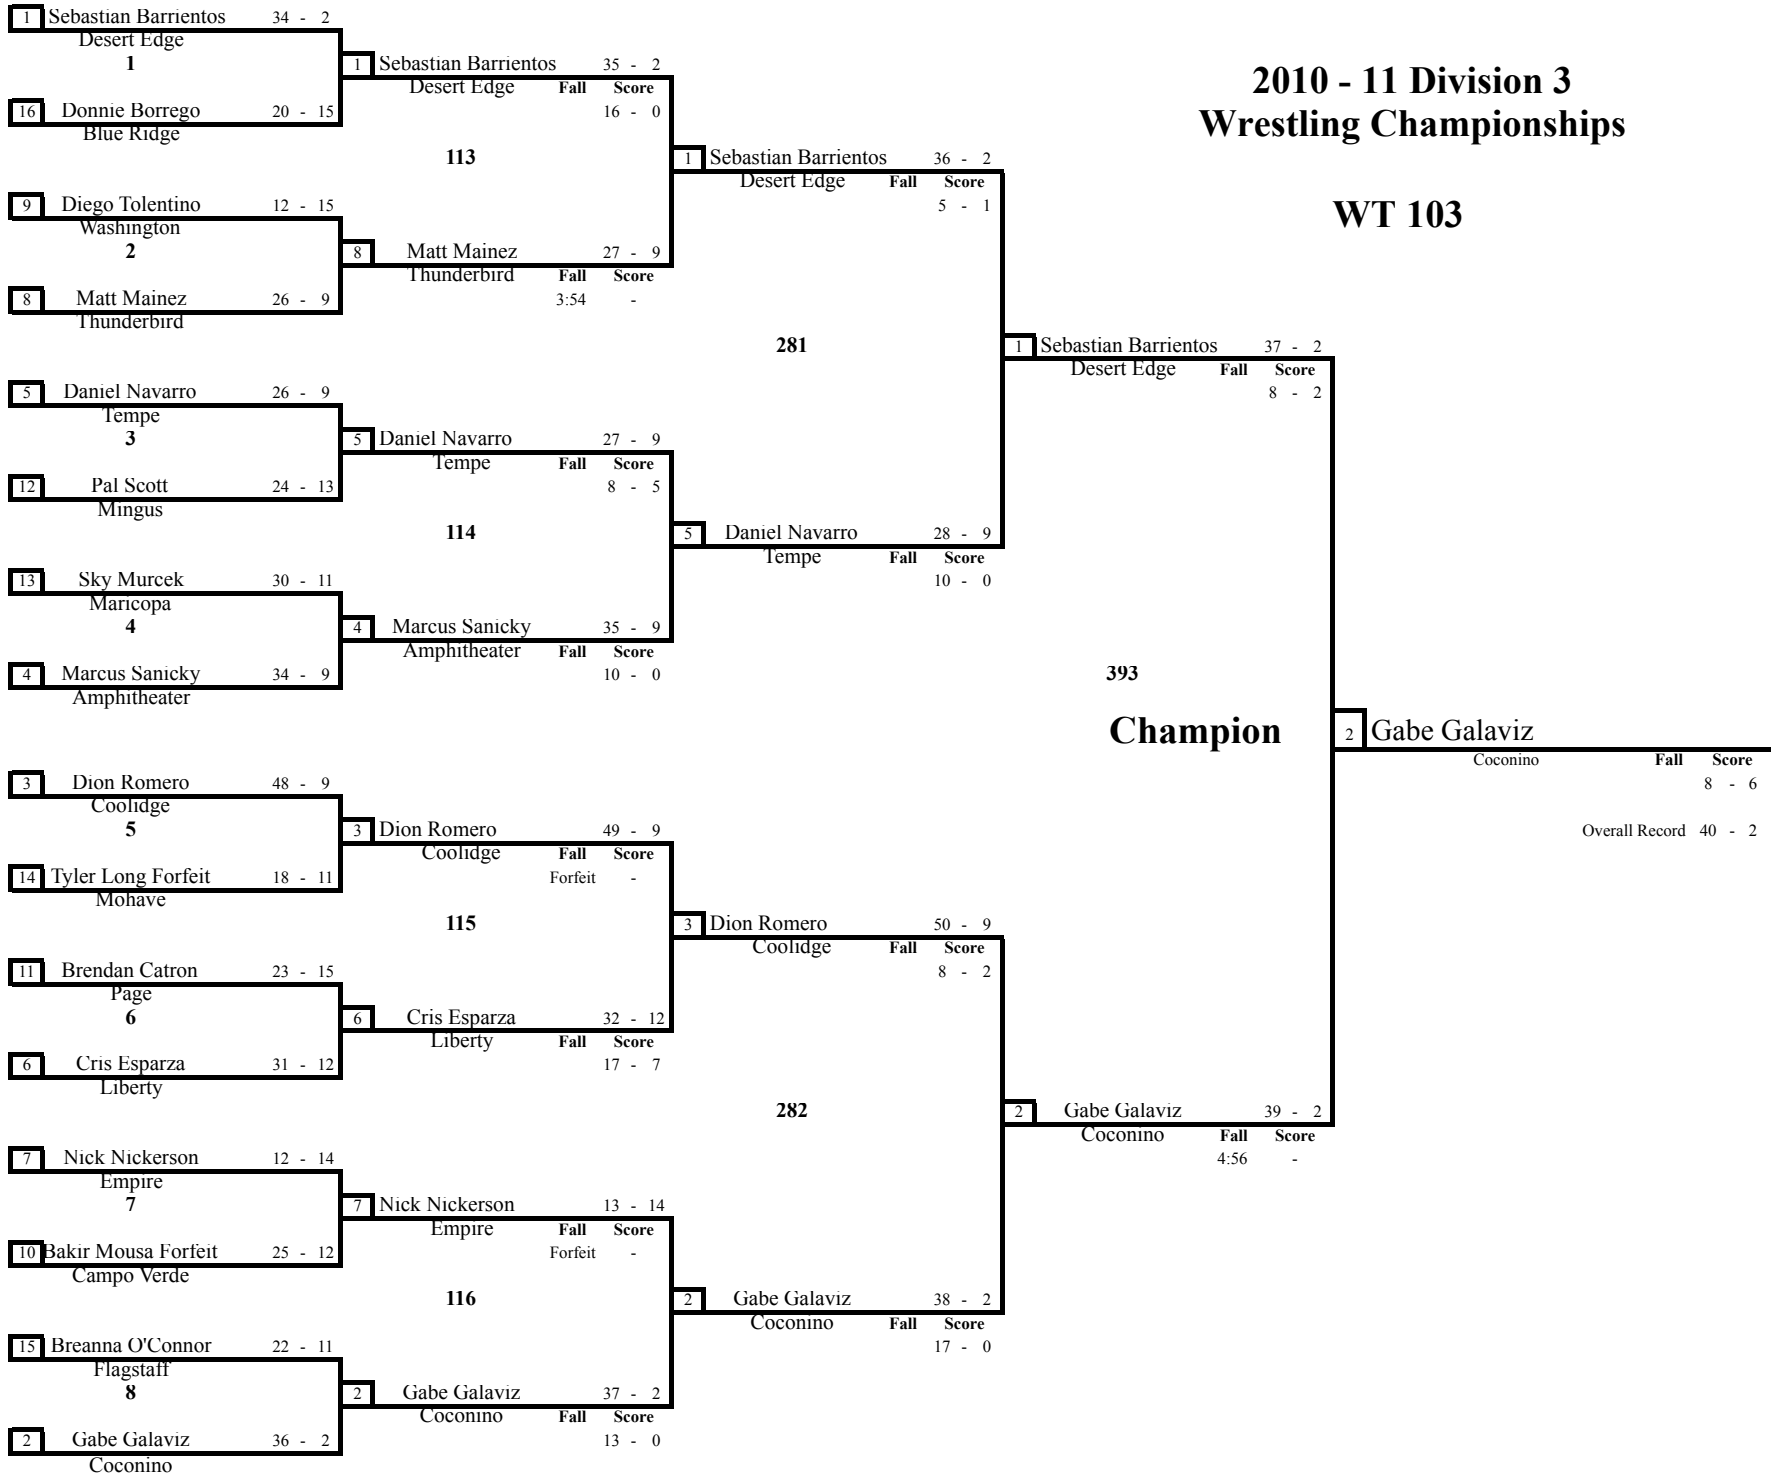 2010 - 11 Division 3
Wrestling Championships
WT 103
1 Sebastian Barrientos 34 - 2
Desert Edge
1
16 Donnie Borrego 20 - 15
Blue Ridge
9 Diego Tolentino 12 - 15
Washington
2
8 Matt Mainez 26 - 9
Thunderbird
5 Daniel Navarro 26 - 9
Tempe
3
12 Pal Scott 24 - 13
Mingus
13 Sky Murcek 30 - 11
Maricopa
4
4 Marcus Sanicky 34 - 9
Amphitheater
3 Dion Romero 48 - 9
Coolidge
5
14 Tyler Long Forfeit 18 - 11
Mohave
11 Brendan Catron 23 - 15
Page
6
6 Cris Esparza 31 - 12
Liberty
7 Nick Nickerson 12 - 14
Empire
7
10 Bakir Mousa Forfeit 25 - 12
Campo Verde
15 Breanna O'Connor 22 - 11
Flagstaff
8
2 Gabe Galaviz 36 - 2
Coconino
1 Sebastian Barrientos 35 - 2
Desert Edge Fall Score
16 - 0
113
8 Matt Mainez 27 - 9
Thunderbird Fall Score
3:54 -
5 Daniel Navarro 27 - 9
Tempe Fall Score
8 - 5
114
4 Marcus Sanicky 35 - 9
Amphitheater Fall Score
10 - 0
3 Dion Romero 49 - 9
Coolidge Fall Score
Forfeit -
115
6 Cris Esparza 32 - 12
Liberty Fall Score
17 - 7
7 Nick Nickerson 13 - 14
Empire Fall Score
Forfeit -
116
2 Gabe Galaviz 37 - 2
Coconino Fall Score
13 - 0
1 Sebastian Barrientos 36 - 2
Desert Edge Fall Score
5 - 1
281
5 Daniel Navarro 28 - 9
Tempe Fall Score
10 - 0
3 Dion Romero 50 - 9
Coolidge Fall Score
8 - 2
282
2 Gabe Galaviz 38 - 2
Coconino Fall Score
17 - 0
1 Sebastian Barrientos 37 - 2
Desert Edge Fall Score
8 - 2
393
Champion
2 Gabe Galaviz 39 - 2
Coconino Fall Score
4:56 -
2 Gabe Galaviz
Coconino Fall Score
8 - 6
Overall Record 40 - 2